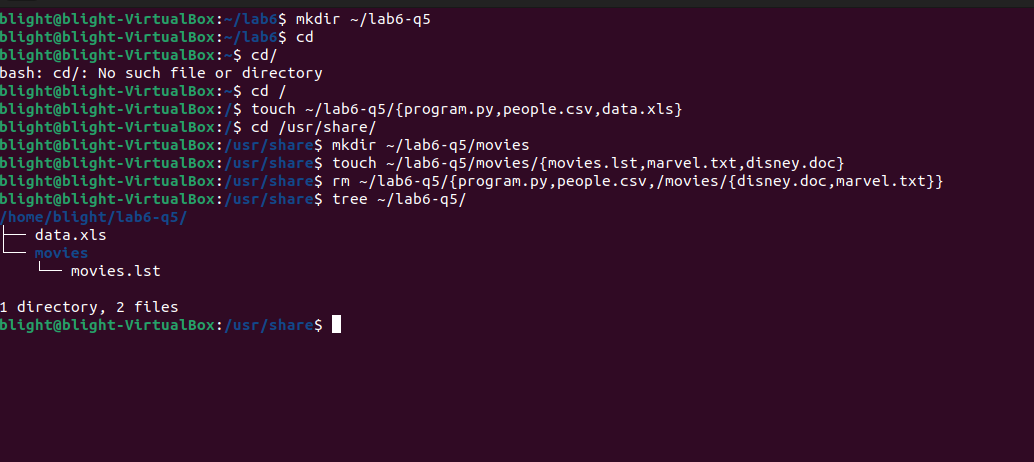 blight@blight-VirtualBox:~/lab6$ mkdir ~/lab6-q5
blight@blight-VirtualBox:~/lab6$ cd
blight@blight-VirtualBox:~$ cd/
bash: cd/: No such file or directory
blight@blight-VirtualBox:~$ cd /
blight@blight-VirtualBox:/$ touch ~/lab6-q5/{program.py,people.csv,data.xls}
blight@blight-VirtualBox:/$ cd /usr/share/
blight@blight-VirtualBox:/usr/share$ mkdir ~/lab6-q5/movies
blight@blight-VirtualBox:/usr/share$ touch ~/lab6-q5/movies/{movies.lst,marvel.txt,disney.doc}
blight@blight-VirtualBox:/usr/share$ rm ~/lab6-q5/{program.py,people.csv,/movies/{disney.doc,marvel.txt}}
blight@blight-VirtualBox:/usr/share$ tree ~/lab6-q5/
/home/blight/lab6-q5/
├── data.xls
└── movies
    └── movies.lst
1 directory, 2 files
blight@blight-VirtualBox:/usr/share$